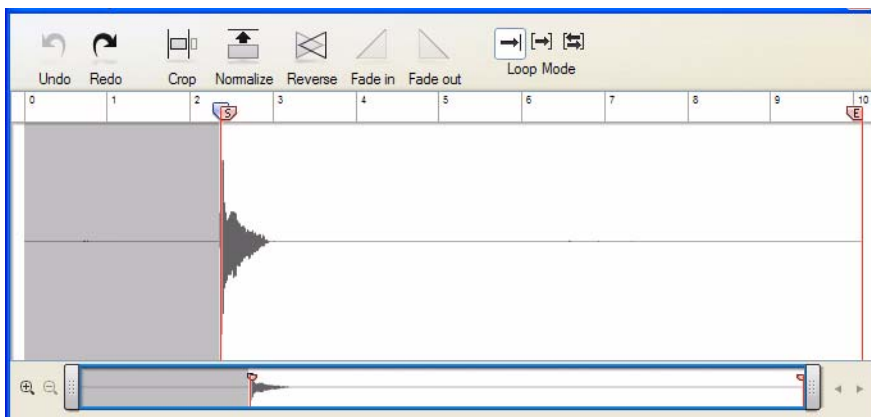 Undo Redo Crop Normalize Reverse Fade in Fade out Loop Mode
0 1 2 3 4 5 6 7 8 9 10
S E